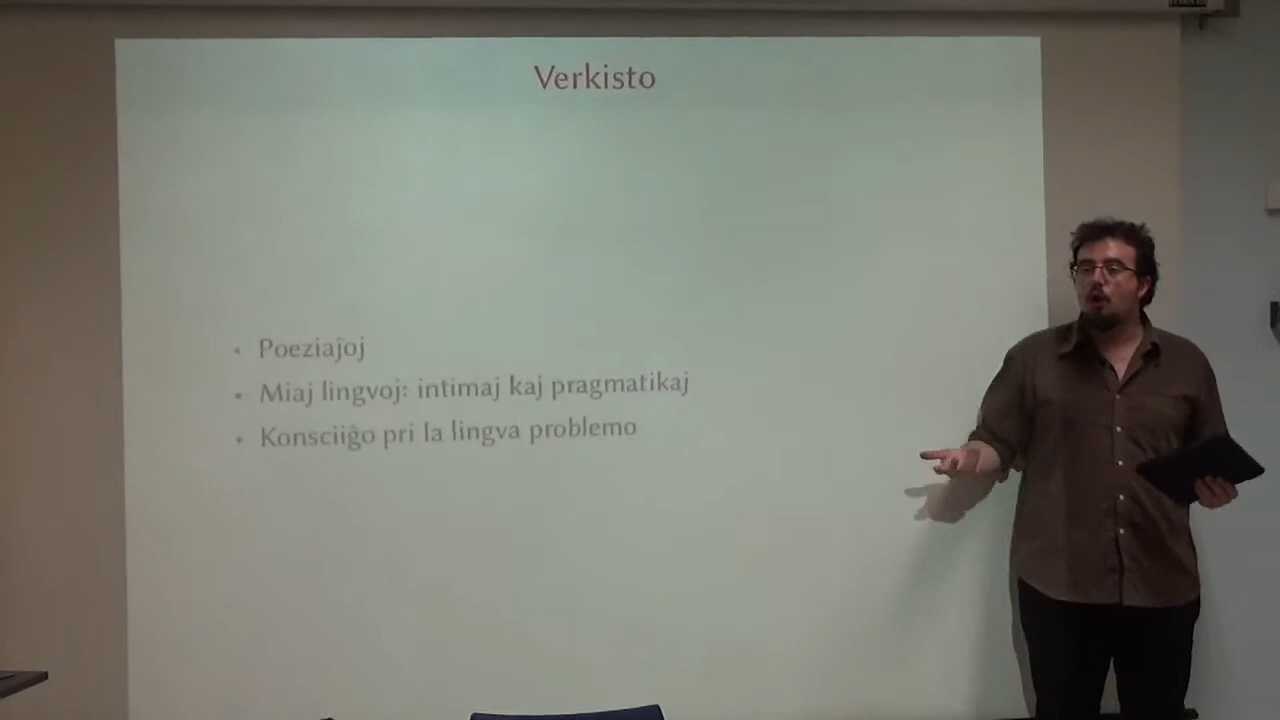 Verkisto
• Poeziaĵoj
• Miaj lingvoj: intimaj kaj pragmatikaj
• Konsciiĝo pri la lingva problemo